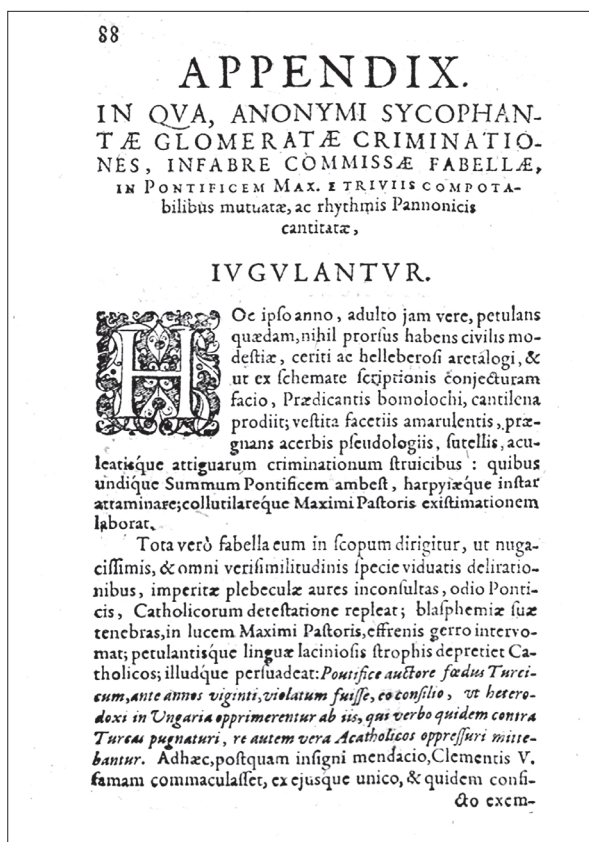 88
APPENDIX.
IN QVA, ANONYMI SYCOPHAN-
TÆ GLOMERATÆ CRIMINATIO-
NES, INFABRE COMMISSÆ FABELLÆ,
IN PONTIFICEM MAX. E TRIVIIS COMPOTA-
bilibus mutuatæ, ac rhythmis Pannonicis
cantitatæ,
IVGVLANTVR.
HOc ipſo anno, adulto jam vere, petulans
quædam, nihil prorſus habens civilis mo-
deſtiæ, ceriti ac helleberoſi aretalogi, &
ut ex ſchemate ſcriptionis conjecturam
facio, Prædicantis bomolochi, cantilena
prodiit; veſtita facetiis amarulentis, præ-
gnans acerbis pſeudologiis, ſutellis, acu-
leatisque attiguarum criminationum ſtruicibus : quibus
undique Summum Pontificem ambeſt, harpyiæque inſtar
attaminare; collutilareque Maximi Paſtoris exiſtimationem
laborat.
Tota verò fabella eum in ſcopum dirigitur, ut nuga-
ciſſimis, & omni veriſimilitudinis ſpecie viduatis deliratio-
nibus, imperitæ plebeculæ aures inconſultas, odio Ponti-
cis, Catholicorum deteſtatione repleat; blaſphemiæ ſuæ
tenebras, in lucem Maximi Paſtoris, effrenis gerro intervo-
mat; petulantisque linguæ lacinioſis ſtrophis depretiet Ca-
tholicos; illudque perſuadeat: Pontifice auctore fœdus Turci-
cum, ante annos viginti, violatum fuiſſe, eo conſilio, ut hetero-
doxi in Ungaria opprimerentur ab iis, qui verbo quidem contra
Turcas pugnaturi, re autem vera Acatholicos oppreſſuri mitte-
bantur. Adhæc, poſtquam inſigni mendacio, Clementis V.
famam commaculaſſet, ex ejusque unico, & quidem confi-
cto exem-